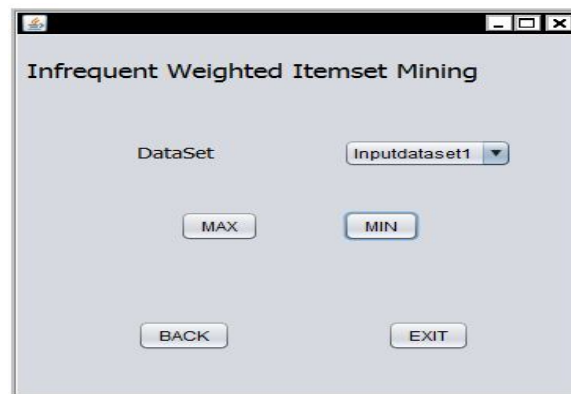 Infrequent Weighted Itemset Mining
DataSet Inputdataset1
MAX MIN
BACK EXIT